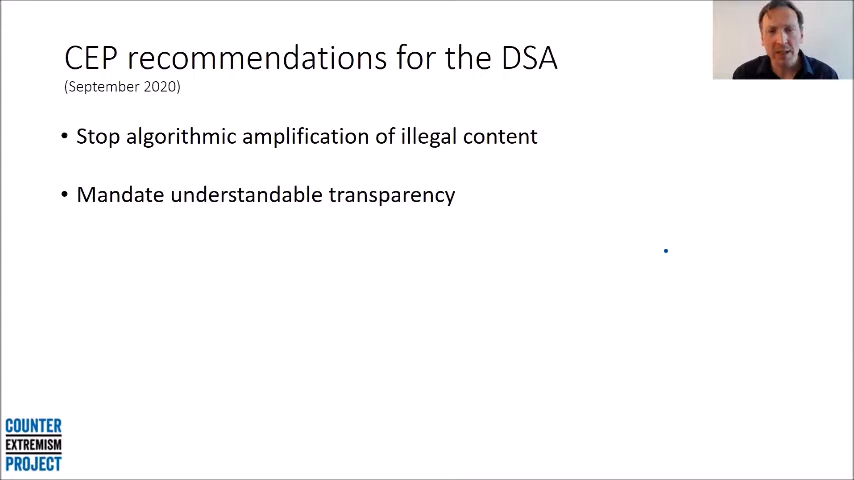 CEP recommendations for the DSA
(September 2020)
• Stop algorithmic amplification of illegal content
• Mandate understandable transparency
COUNTER
EXTREMISM
PROJECT